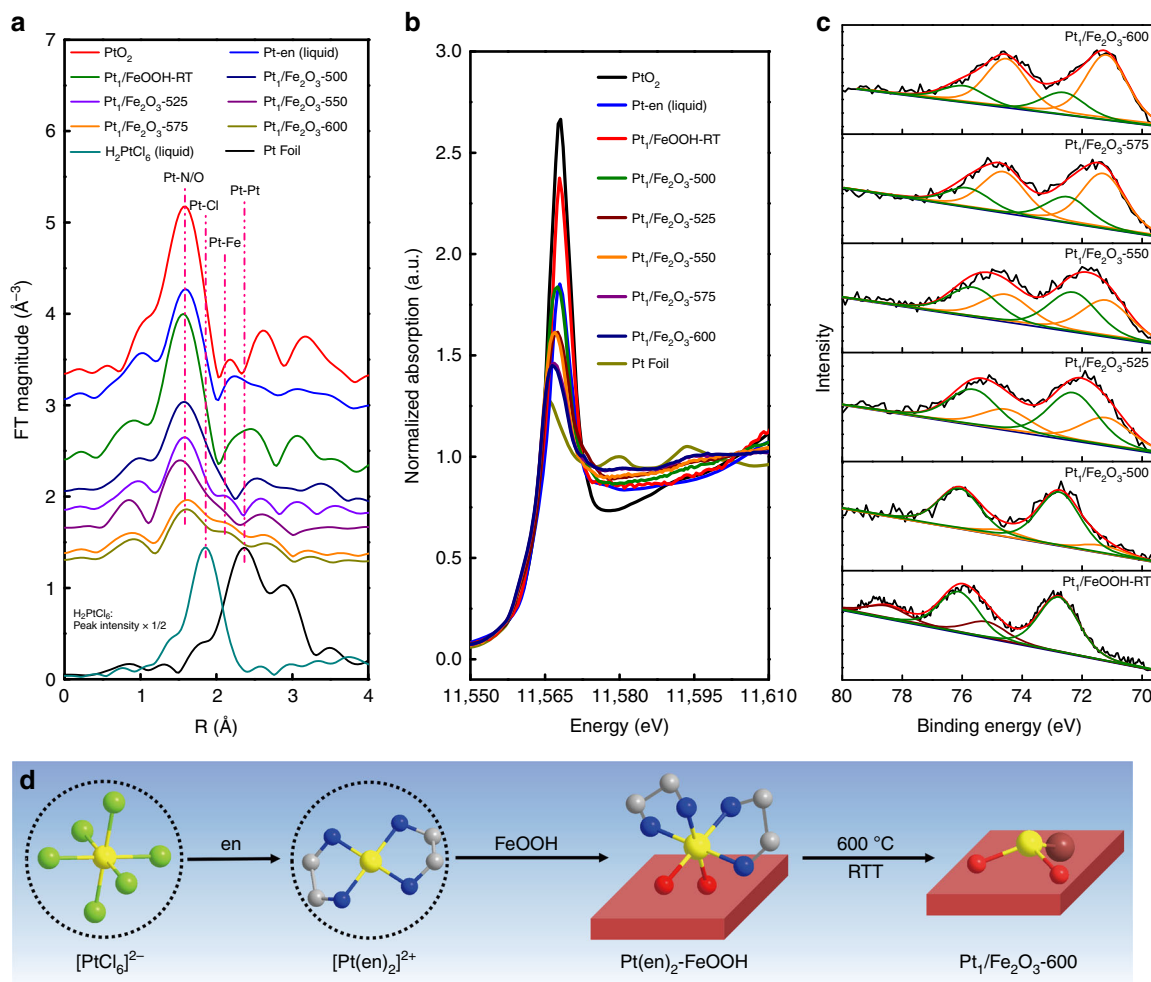 a
7
6
5
4
3
2
1
0
FT magnitude (Å⁻³)
PtO₂
Pt-en (liquid)
Pt₁/FeOOH-RT
Pt₁/Fe₂O₃-500
Pt₁/Fe₂O₃-525
Pt₁/Fe₂O₃-550
Pt₁/Fe₂O₃-575
Pt₁/Fe₂O₃-600
H₂PtCl₆ (liquid)
Pt Foil
Pt-N/O
Pt-Pt
Pt-Cl
Pt-Fe
H₂PtCl₆:
Peak intensity × 1/2
0 1 2 3 4
R (Å)
b
3.0
2.5
2.0
1.5
1.0
0.5
0.0
Normalized absorption (a.u.)
PtO₂
Pt-en (liquid)
Pt₁/FeOOH-RT
Pt₁/Fe₂O₃-500
Pt₁/Fe₂O₃-525
Pt₁/Fe₂O₃-550
Pt₁/Fe₂O₃-575
Pt₁/Fe₂O₃-600
Pt Foil
11,550 11,565 11,580 11,595 11,610
Energy (eV)
c
Intensity
Pt₁/Fe₂O₃-600
Pt₁/Fe₂O₃-575
Pt₁/Fe₂O₃-550
Pt₁/Fe₂O₃-525
Pt₁/Fe₂O₃-500
Pt₁/FeOOH-RT
80 78 76 74 72 70
Binding energy (eV)
d
en
FeOOH
600 °C
RTT
[PtCl₆]²⁻
[Pt(en)₂]²⁺
Pt(en)₂-FeOOH
Pt₁/Fe₂O₃-600